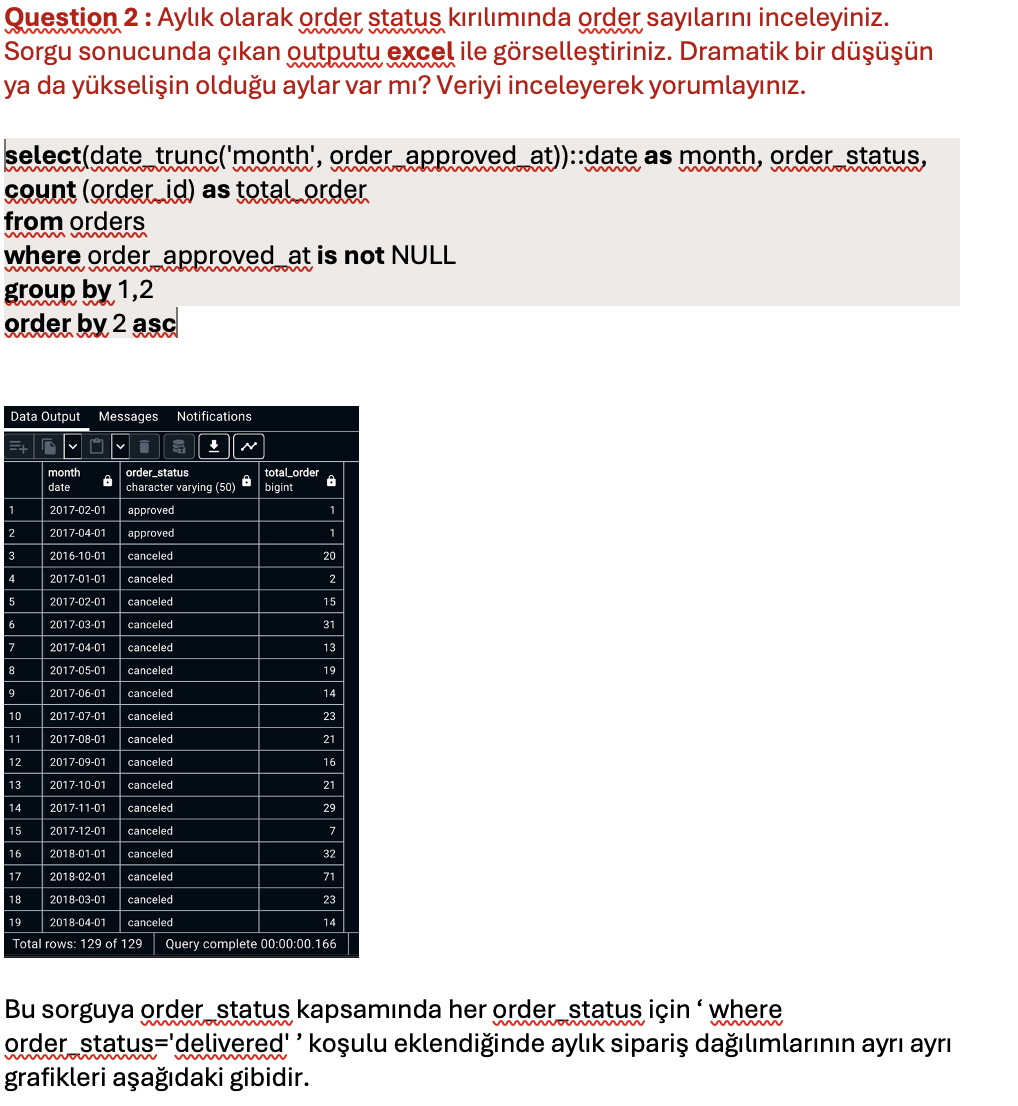 Question 2 : Aylık olarak order status kırılımında order sayılarını inceleyiniz.
Sorgu sonucunda çıkan outputu excel ile görselleştiriniz. Dramatik bir düşüşün
ya da yükselişin olduğu aylar var mı? Veriyi inceleyerek yorumlayınız.
select(date_trunc('month', order_approved_at))::date as month, order_status,
count (order_id) as total_order
from orders
where order_approved_at is not NULL
group by 1,2
order by 2 asc
Data Output Messages Notifications
month order_status total_order
date character varying (50) bigint
1 2017-02-01 approved 1
2 2017-04-01 approved 1
3 2016-10-01 canceled 20
4 2017-01-01 canceled 2
5 2017-02-01 canceled 15
6 2017-03-01 canceled 31
7 2017-04-01 canceled 13
8 2017-05-01 canceled 19
9 2017-06-01 canceled 14
10 2017-07-01 canceled 23
11 2017-08-01 canceled 21
12 2017-09-01 canceled 16
13 2017-10-01 canceled 21
14 2017-11-01 canceled 29
15 2017-12-01 canceled 7
16 2018-01-01 canceled 32
17 2018-02-01 canceled 71
18 2018-03-01 canceled 23
19 2018-04-01 canceled 14
Total rows: 129 of 129 Query complete 00:00:00.166
Bu sorguya order_status kapsamında her order_status için ‘ where
order_status='delivered' ’ koşulu eklendiğinde aylık sipariş dağılımlarının ayrı ayrı
grafikleri aşağıdaki gibidir.